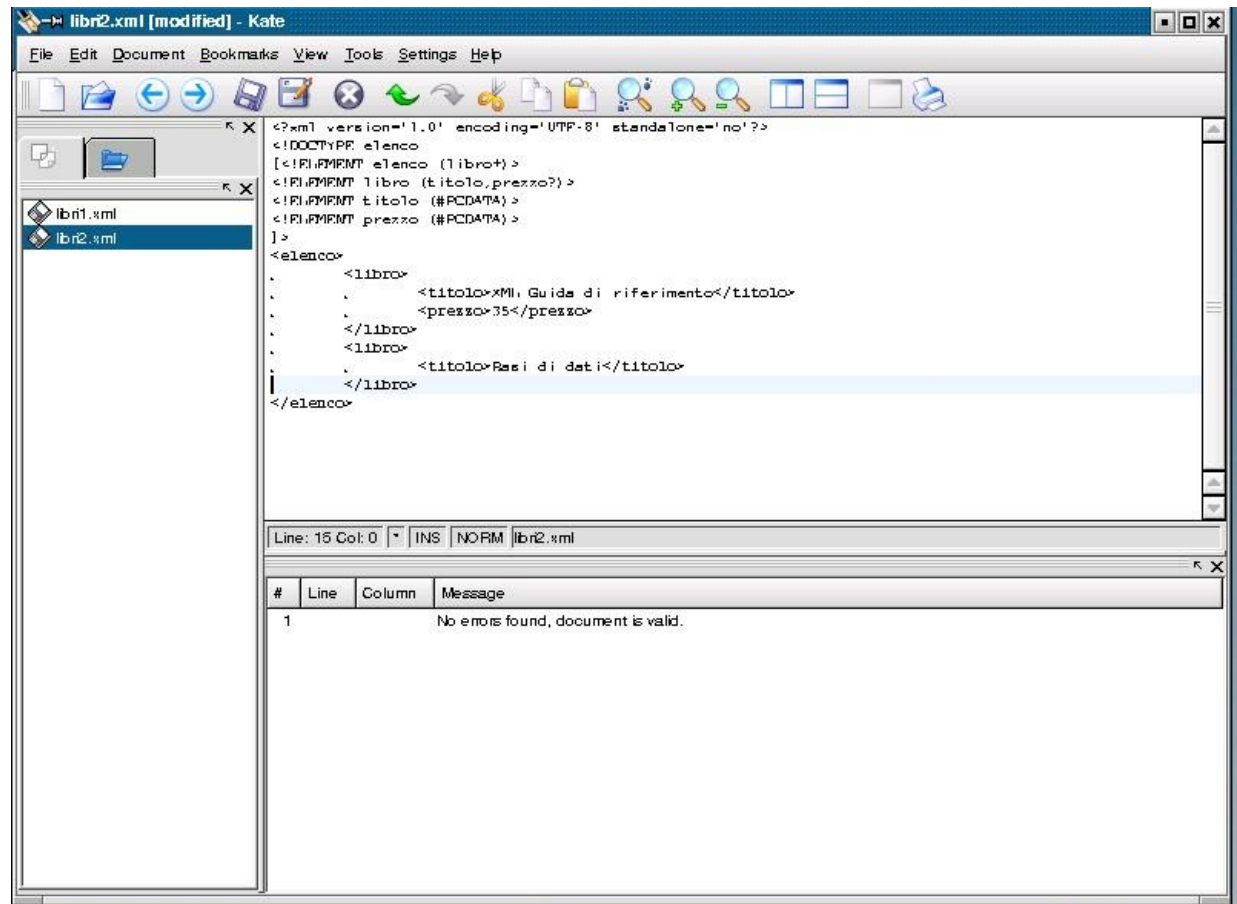 libri2.xml [modified] - Kate
File Edit Document Bookmarks View Tools Settings Help
libri1.xml
libri2.xml
<?xml version='1.0' encoding='UTF-8' standalone='no'?>
<!DOCTYPE elenco
[<!ELEMENT elenco (libro+)>
<!ELEMENT libro (titolo,prezzo?)>
<!ELEMENT titolo (#PCDATA)>
<!ELEMENT prezzo (#PCDATA)>
]>
<elenco>
<libro>
<titolo>XML Guida di riferimento</titolo>
<prezzo>35</prezzo>
</libro>
<libro>
<titolo>Basi di dati</titolo>
</libro>
</elenco>
Line: 15 Col: 0 * INS NORM libri2.xml
# Line Column Message
1 No errors found, document is valid.